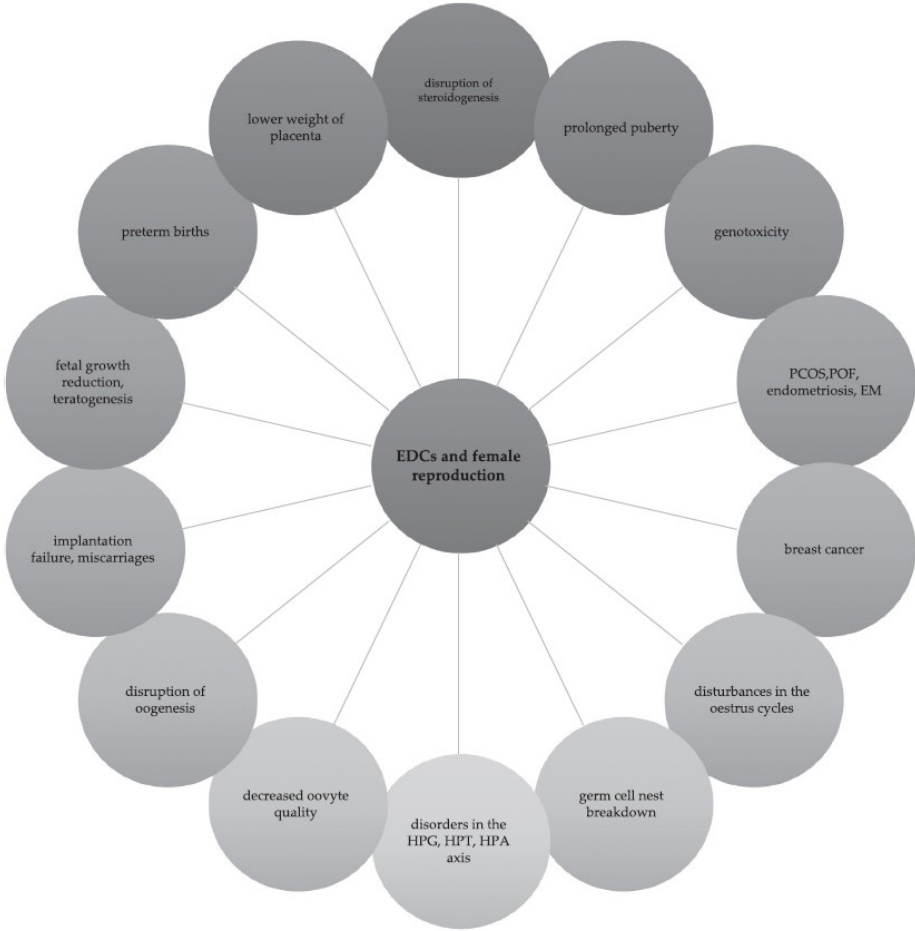 disruption of
steroidogenesis
prolonged puberty
genotoxicity
PCOS,POF,
endometriosis, EM
breast cancer
disturbances in the
oestrus cycles
germ cell nest
breakdown
disorders in the
HPG, HPT, HPA
axis
decreased oovyte
quality
disruption of
oogenesis
implantation
failure, miscarriages
fetal growth
reduction,
teratogenesis
preterm births
lower weight of
placenta
EDCs and female
reproduction